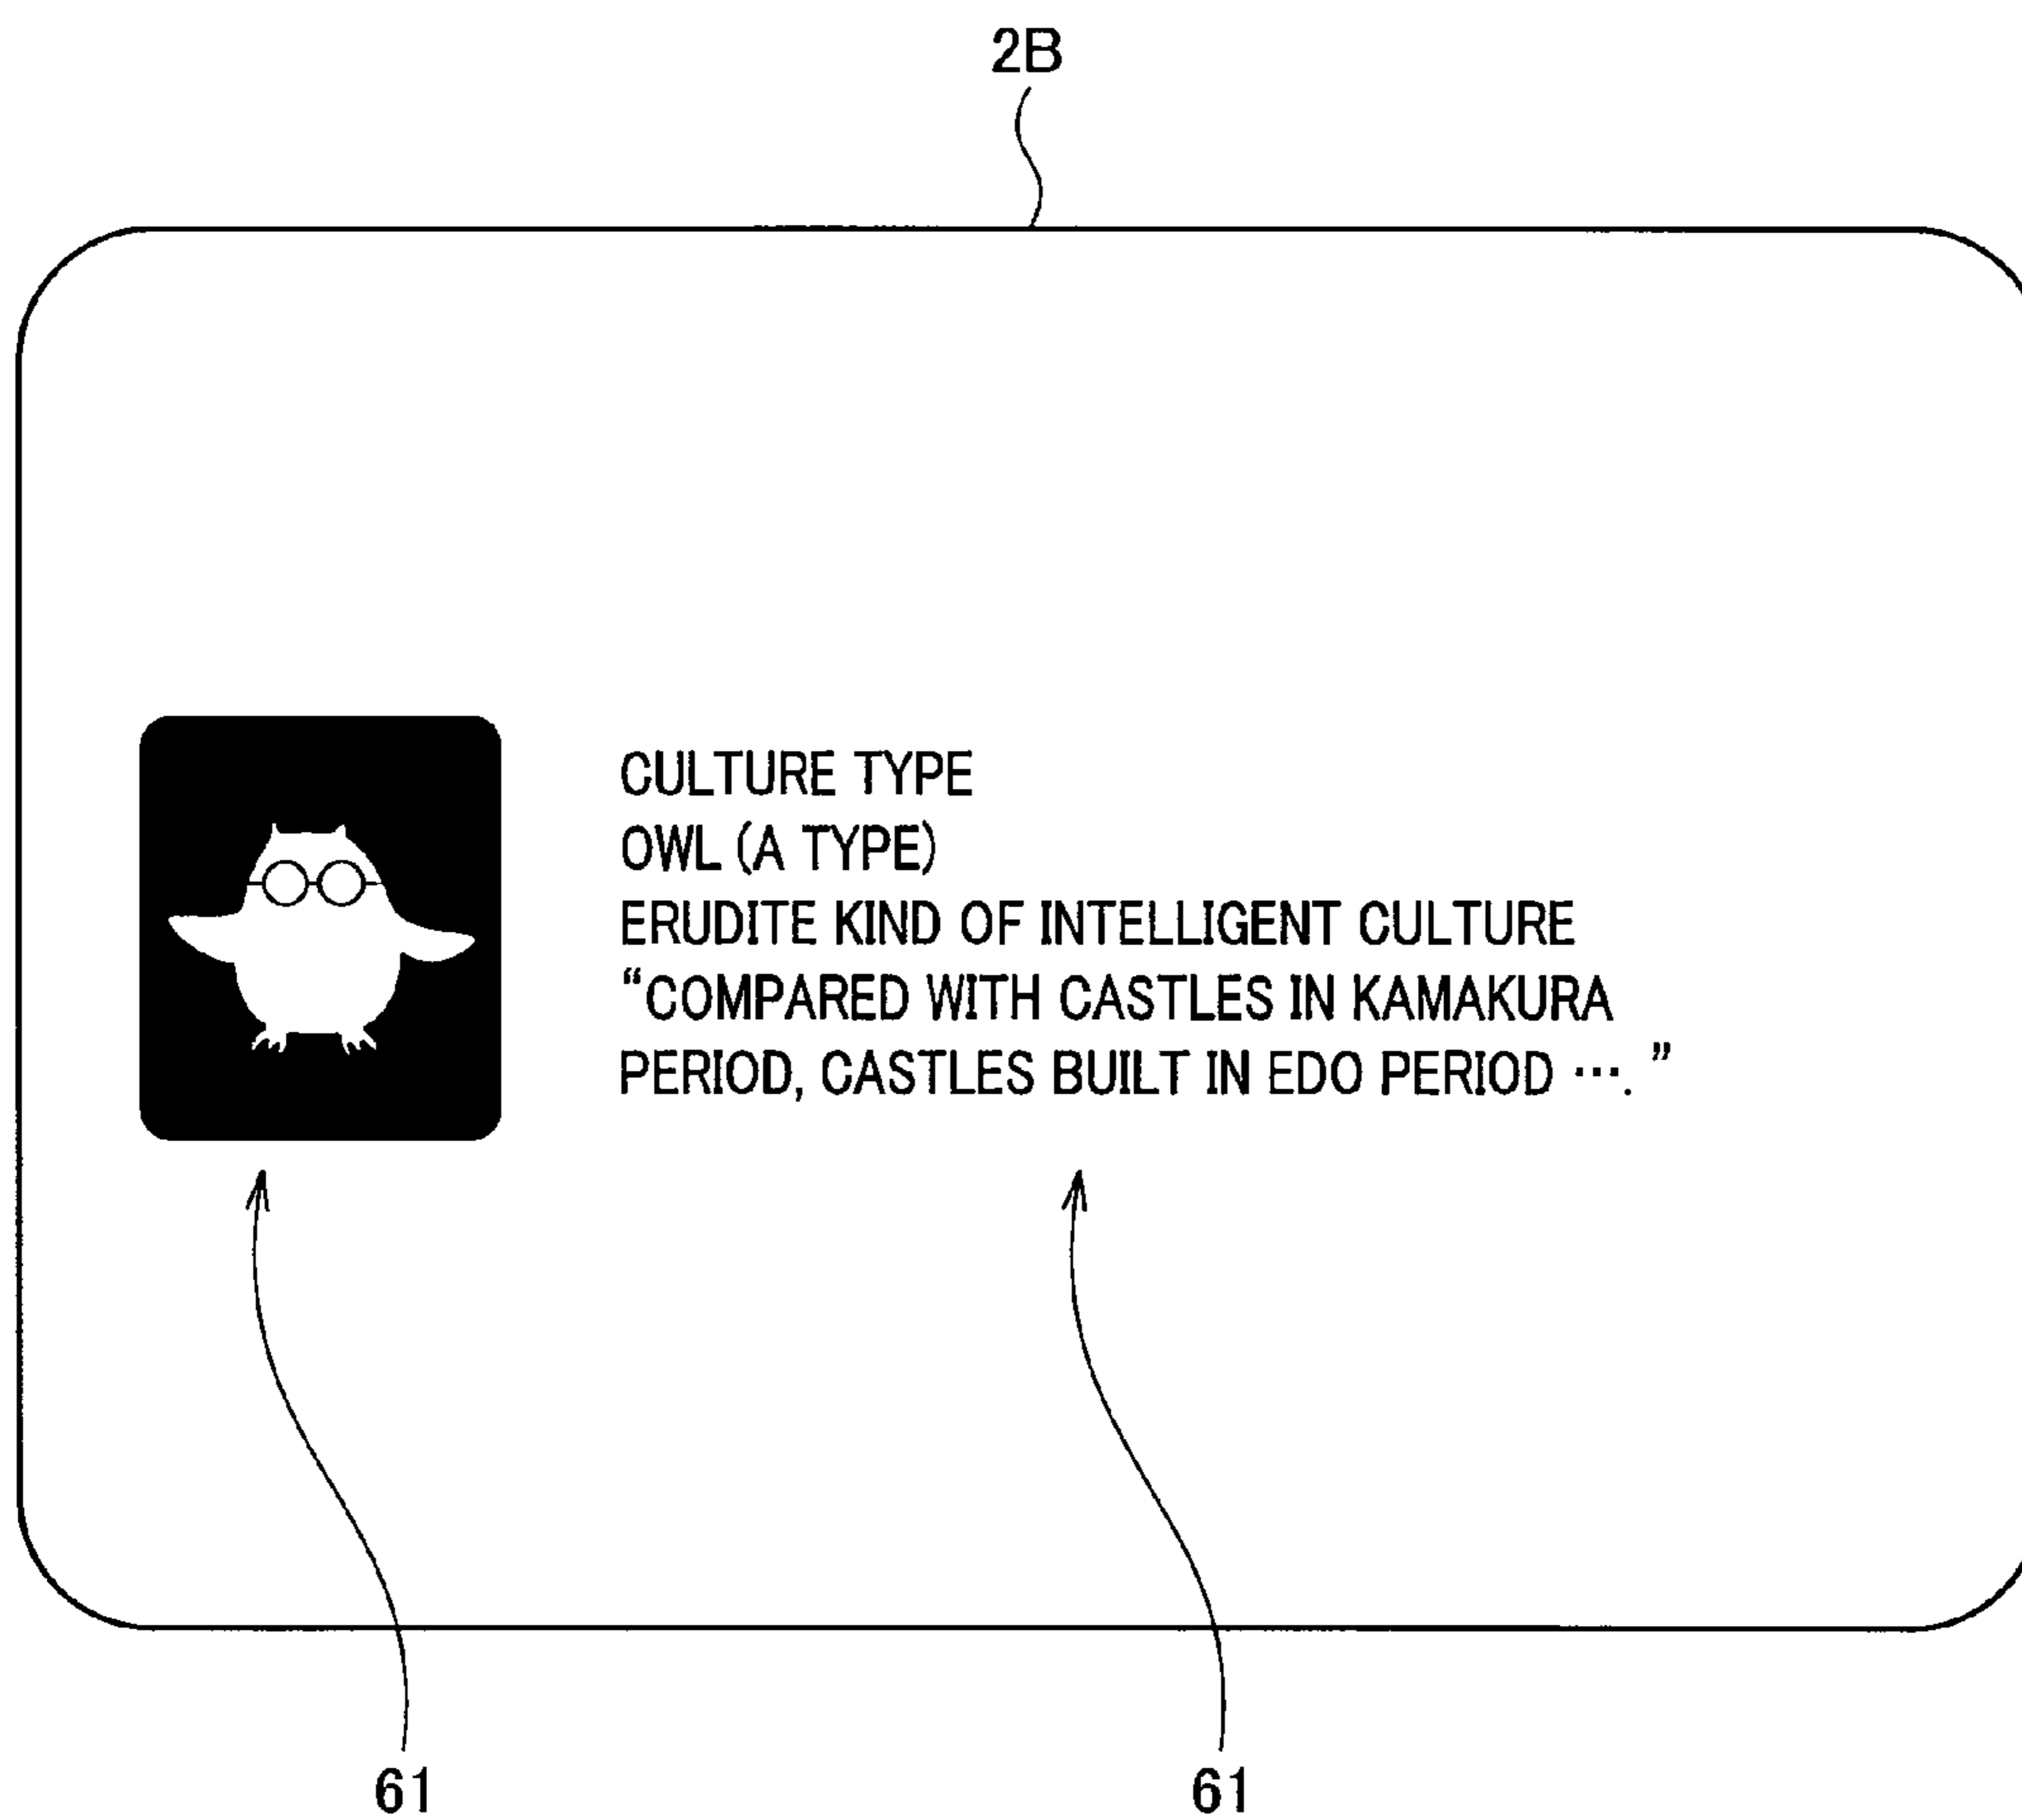 2B
CULTURE TYPE
OWL (A TYPE)
ERUDITE KIND OF INTELLIGENT CULTURE
“COMPARED WITH CASTLES IN KAMAKURA
PERIOD, CASTLES BUILT IN EDO PERIOD ⋯. ”
61
61